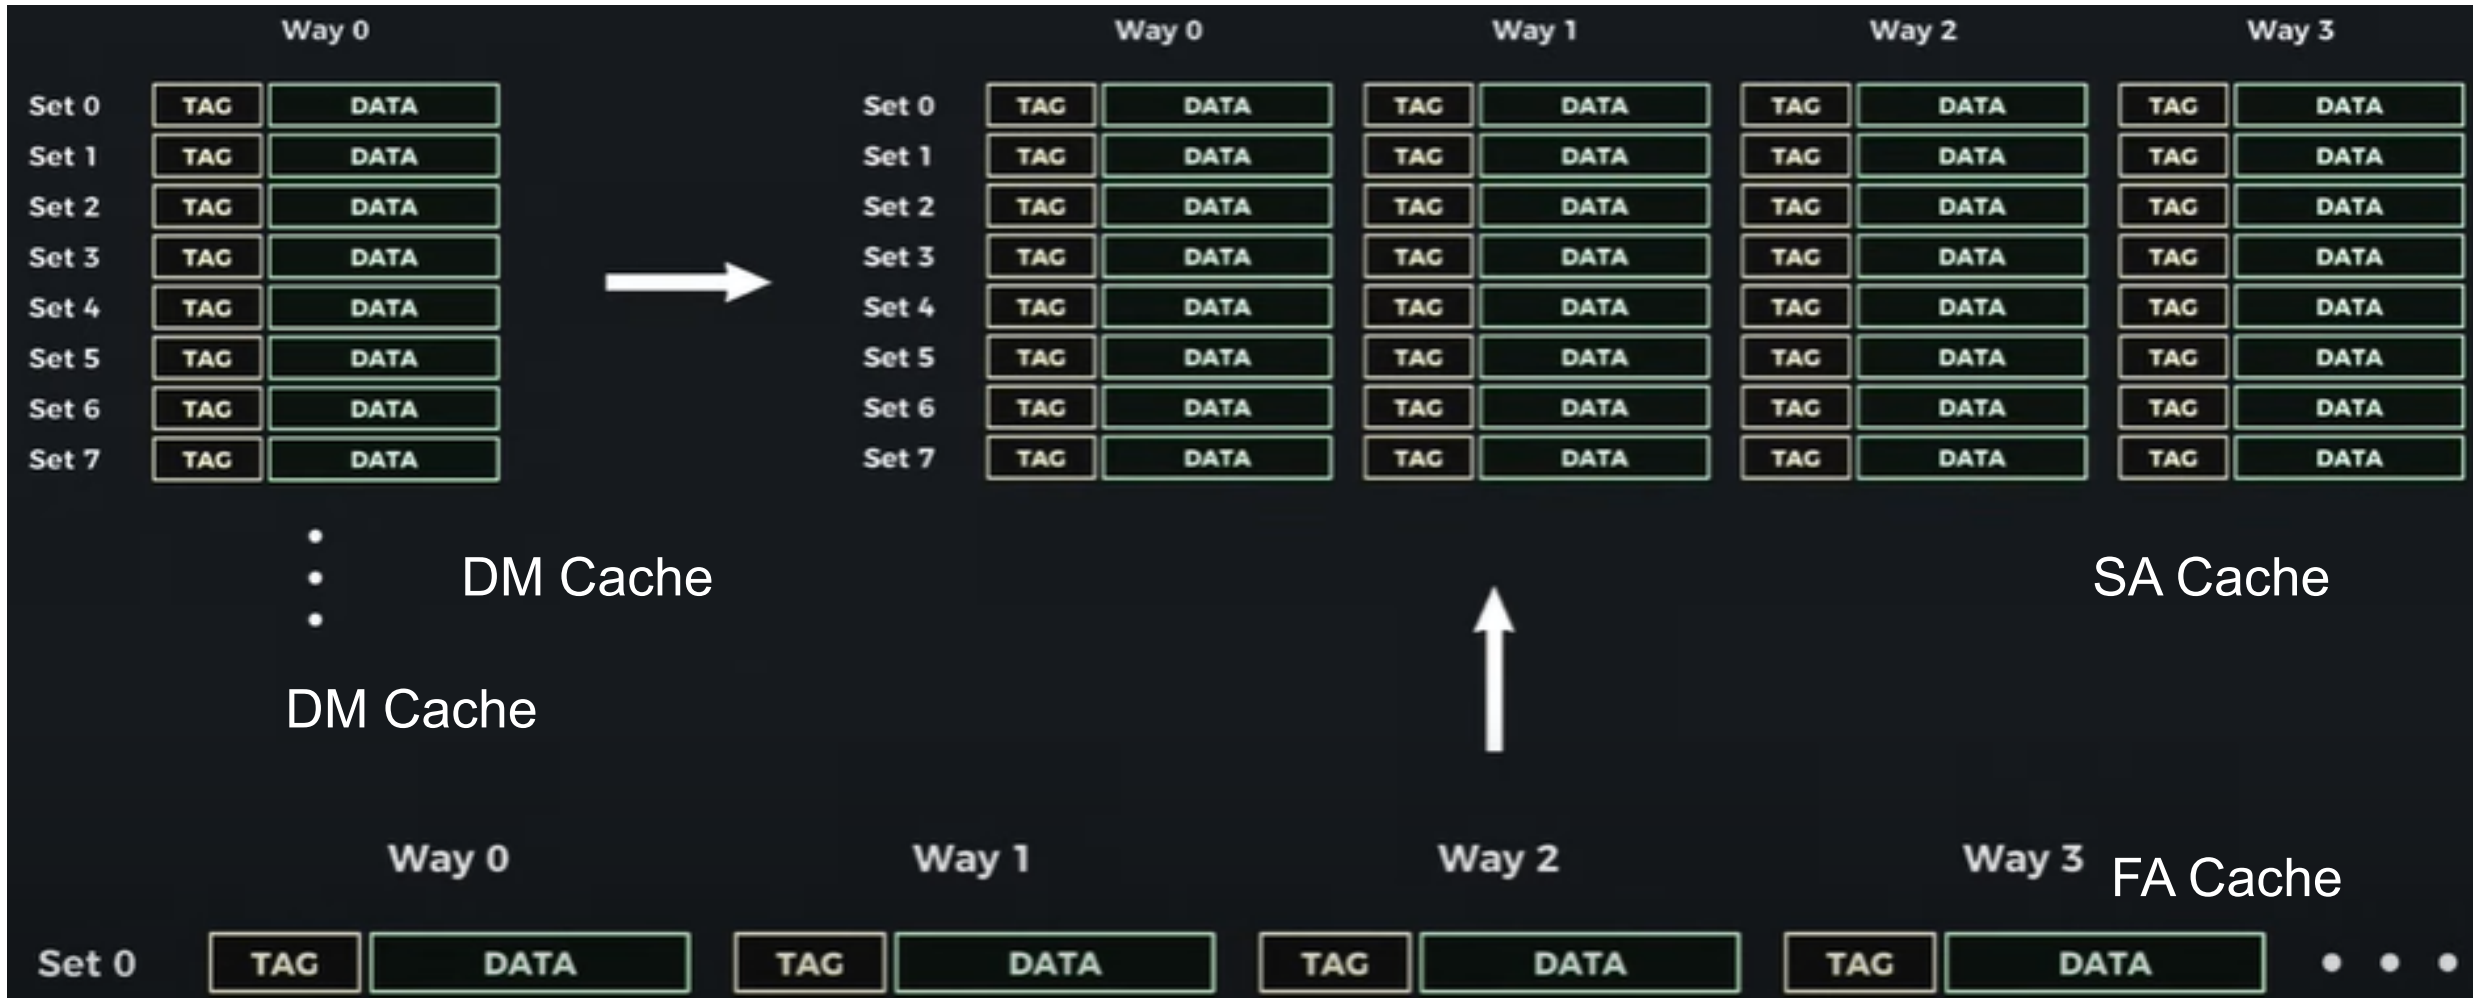 Way 0 Way 0 Way 1 Way 2 Way 3
Set 0 TAG DATA Set 0 TAG DATA TAG DATA TAG DATA TAG DATA
Set 1 TAG DATA Set 1 TAG DATA TAG DATA TAG DATA TAG DATA
Set 2 TAG DATA Set 2 TAG DATA TAG DATA TAG DATA TAG DATA
Set 3 TAG DATA Set 3 TAG DATA TAG DATA TAG DATA TAG DATA
Set 4 TAG DATA Set 4 TAG DATA TAG DATA TAG DATA TAG DATA
Set 5 TAG DATA Set 5 TAG DATA TAG DATA TAG DATA TAG DATA
Set 6 TAG DATA Set 6 TAG DATA TAG DATA TAG DATA TAG DATA
Set 7 TAG DATA Set 7 TAG DATA TAG DATA TAG DATA TAG DATA
DM Cache SA Cache
DM Cache
Way 0 Way 1 Way 2 Way 3 FA Cache
Set 0 TAG DATA TAG DATA TAG DATA TAG DATA